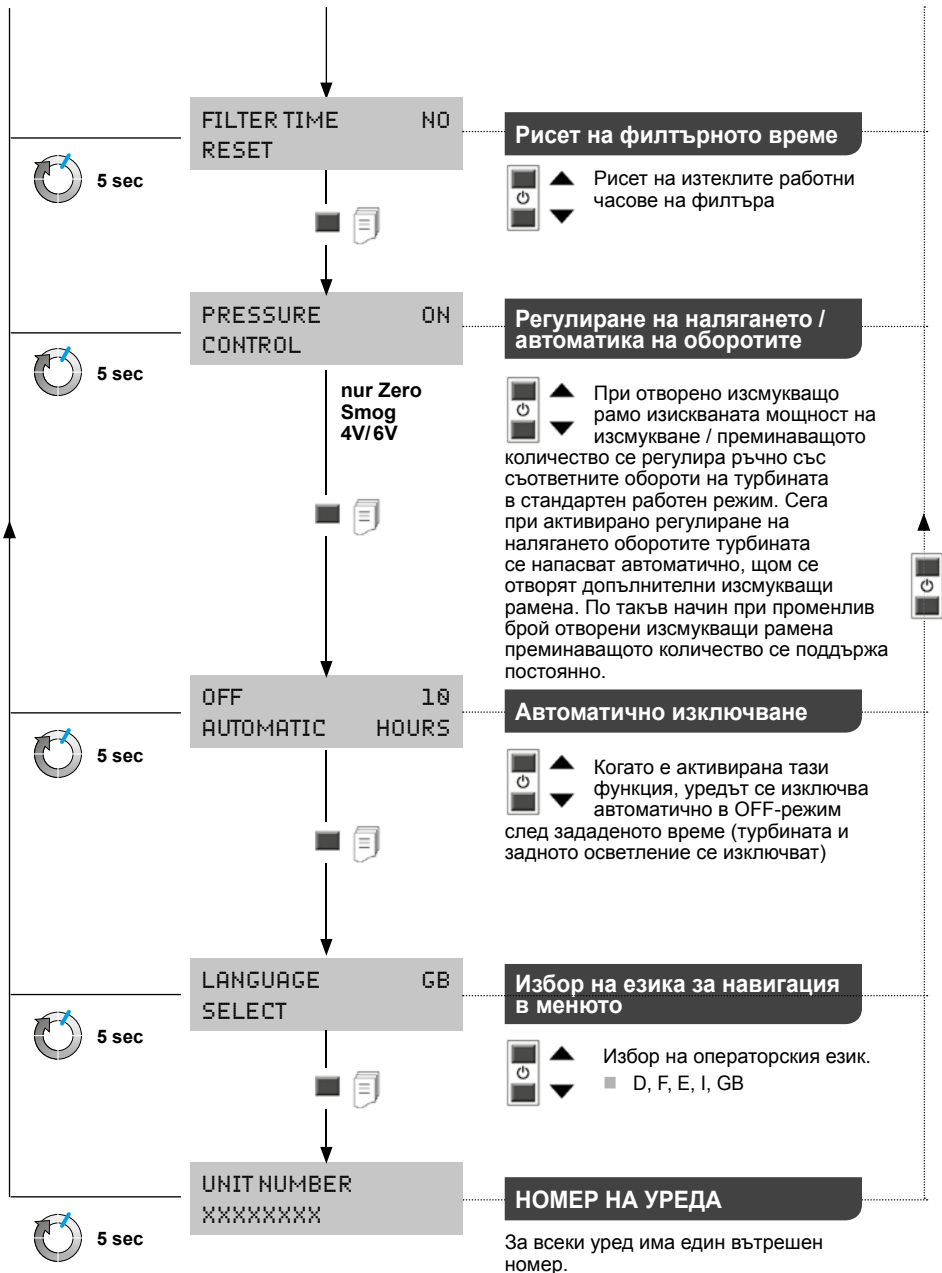 FILTER TIME NO
RESET
5 sec
Рисет на филтърното време
Рисет на изтеклите работни
часове на филтъра
PRESSURE ON
CONTROL
5 sec
nur Zero
Smog
4V/6V
Регулиране на налягането /
автоматика на оборотите
При отворено изсмукващо
рамо изискваната мощност на
изсмукване / преминаващото
количество се регулира ръчно със
съответните обороти на турбината
в стандартен работен режим. Сега
при активирано регулиране на
налягането оборотите турбината
се напасват автоматично, щом се
отворят допълнителни изсмукващи
рамена. По такъв начин при променлив
брой отворени изсмукващи рамена
преминаващото количество се поддържа
постоянно.
OFF 10
AUTOMATIC HOURS
5 sec
Автоматично изключване
Когато е активирана тази
функция, уредът се изключва
автоматично в OFF-режим
след зададеното време (турбината и
задното осветление се изключват)
LANGUAGE GB
SELECT
5 sec
Избор на езика за навигация
в менюто
Избор на операторския език.
D, F, E, I, GB
UNIT NUMBER
XXXXXXXX
5 sec
НОМЕР НА УРЕДА
За всеки уред има един вътрешен
номер.